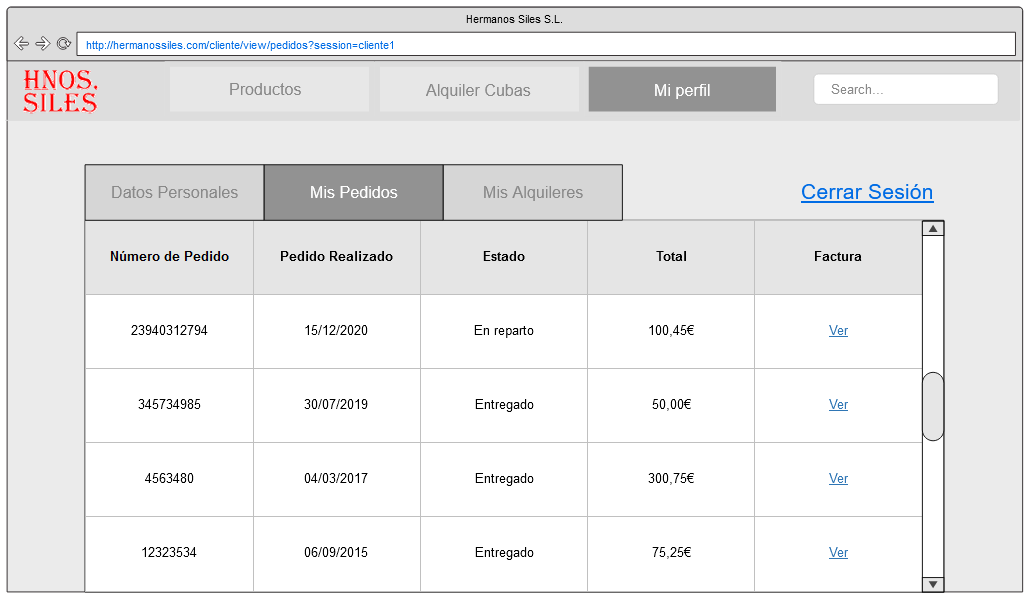 Hermanos Siles S.L.
http://hermanossiles.com/cliente/view/pedidos?session=cliente1
HNOS.
SILES
Productos
Alquiler Cubas
Mi perfil
Search...
Datos Personales
Mis Pedidos
Mis Alquileres
Cerrar Sesión
Número de Pedido
Pedido Realizado
Estado
Total
Factura
23940312794
15/12/2020
En reparto
100,45€
Ver
345734985
30/07/2019
Entregado
50,00€
Ver
4563480
04/03/2017
Entregado
300,75€
Ver
12323534
06/09/2015
Entregado
75,25€
Ver